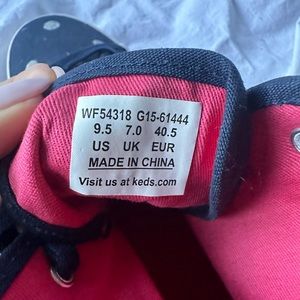 WF54318 G15-61444
9.5 7.0 40.5
US UK EUR
MADE IN CHINA
Visit us at keds.com